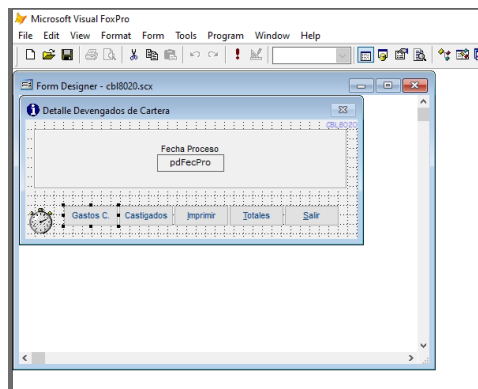 Microsoft Visual FoxPro
File Edit View Format Form Tools Program Window Help
Form Designer - cbl8020.scx
Detalle Devengados de Cartera
CBL8020
Fecha Proceso
pdFecPro
Gastos C. Castigados Imprimir Totales Salir